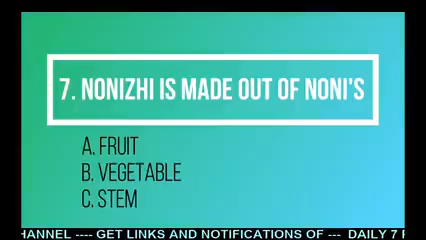 7. NONIZHI IS MADE OUT OF NONI'S
A. FRUIT
B. VEGETABLE
C. STEM
HANNEL ---- GET LINKS AND NOTIFICATIONS OF --- DAILY 7